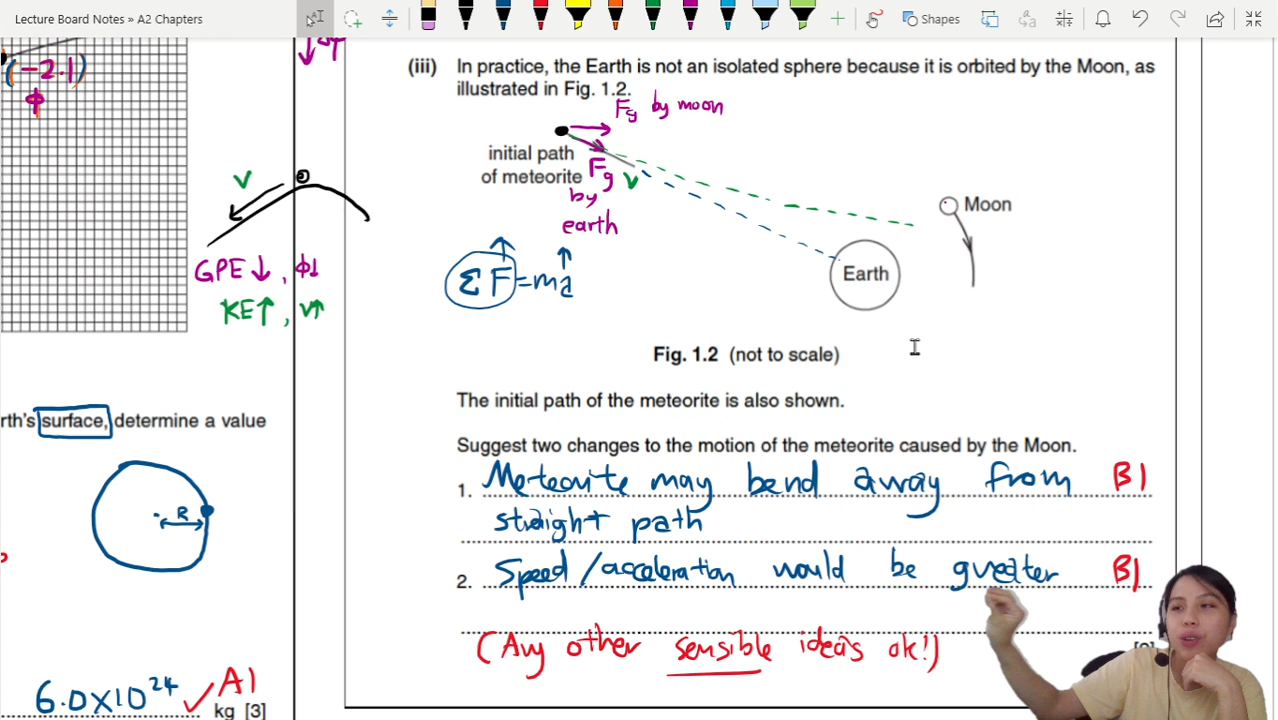 Lecture Board Notes » A2 Chapters
Shapes
(-2.1)
ϕ
(iii) In practice, the Earth is not an isolated sphere because it is orbited by the Moon, as
illustrated in Fig. 1.2.
Fg by moon
initial path
of meteorite
Fg
by
earth
v
Moon
Earth
v
GPE↓, ϕ↓
KE↑, v↑
ΣF=ma
Fig. 1.2 (not to scale)
The initial path of the meteorite is also shown.
rth's surface, determine a value
R
Suggest two changes to the motion of the meteorite caused by the Moon.
1. Meteorite may bend away from B1
straight path
2. Speed/acceleration would be greater B1
(Any other sensible ideas ok!)
6.0×10²⁴ ✓ A1
kg [3]